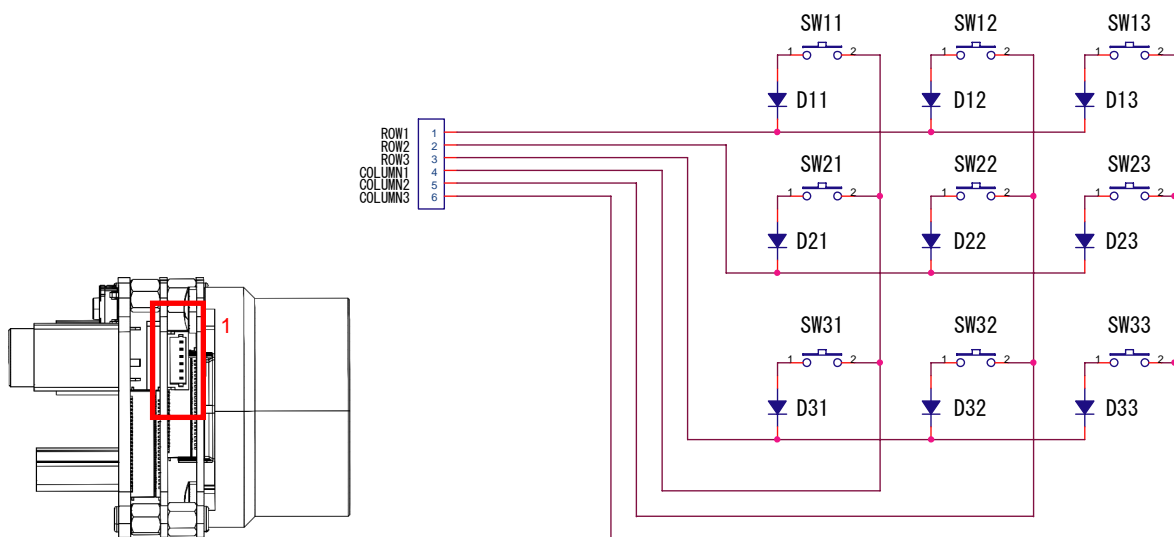 SW11 SW12 SW13
1 2 1 2 1 2
D11 D12 D13
ROW1 1
ROW2 2
ROW3 3
COLUMN1 4
COLUMN2 5
COLUMN3 6
SW21 SW22 SW23
1 2 1 2 1 2
D21 D22 D23
1
SW31 SW32 SW33
1 2 1 2 1 2
D31 D32 D33